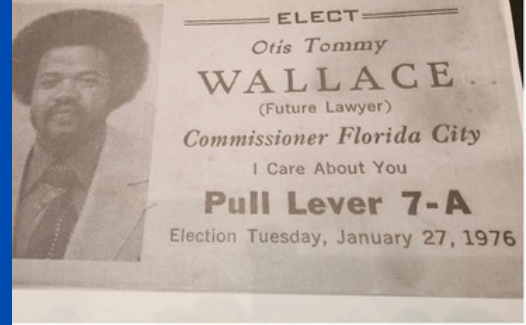 ELECT
Otis Tommy
WALLACE
(Future Lawyer)
Commissioner Florida City
I Care About You
Pull Lever 7-A
Election Tuesday, January 27, 1976